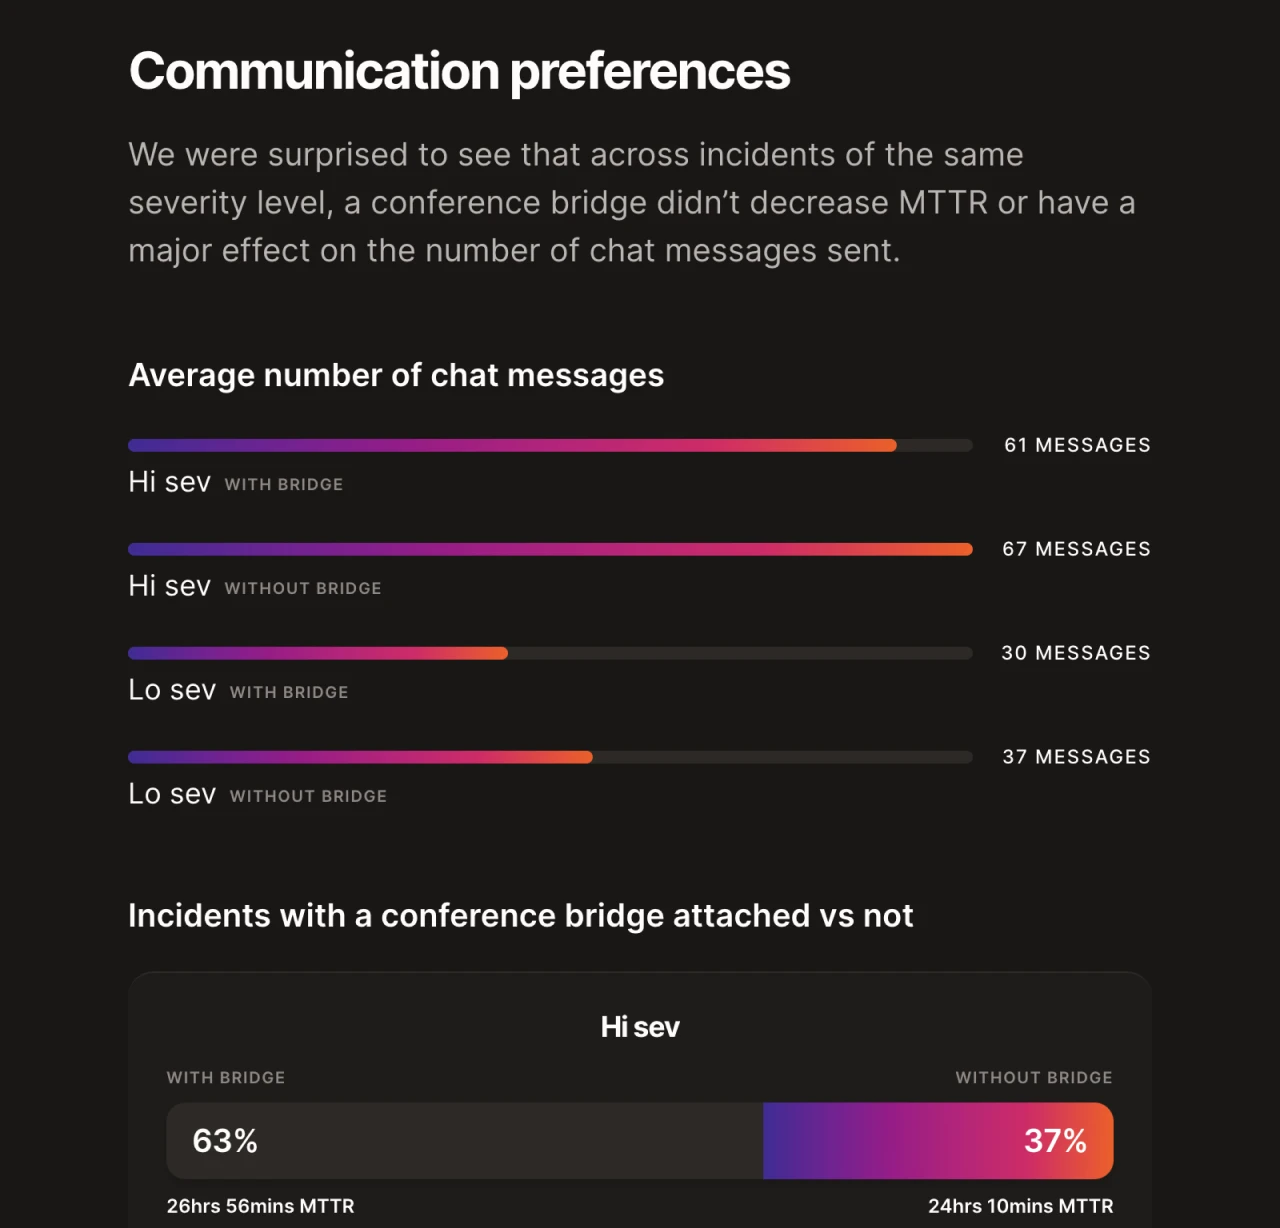 Communication preferences
We were surprised to see that across incidents of the same
severity level, a conference bridge didn’t decrease MTTR or have a
major effect on the number of chat messages sent.
Average number of chat messages
61 MESSAGES
Hi sev WITH BRIDGE
67 MESSAGES
Hi sev WITHOUT BRIDGE
30 MESSAGES
Lo sev WITH BRIDGE
37 MESSAGES
Lo sev WITHOUT BRIDGE
Incidents with a conference bridge attached vs not
Hi sev
WITH BRIDGE WITHOUT BRIDGE
63% 37%
26hrs 56mins MTTR 24hrs 10mins MTTR